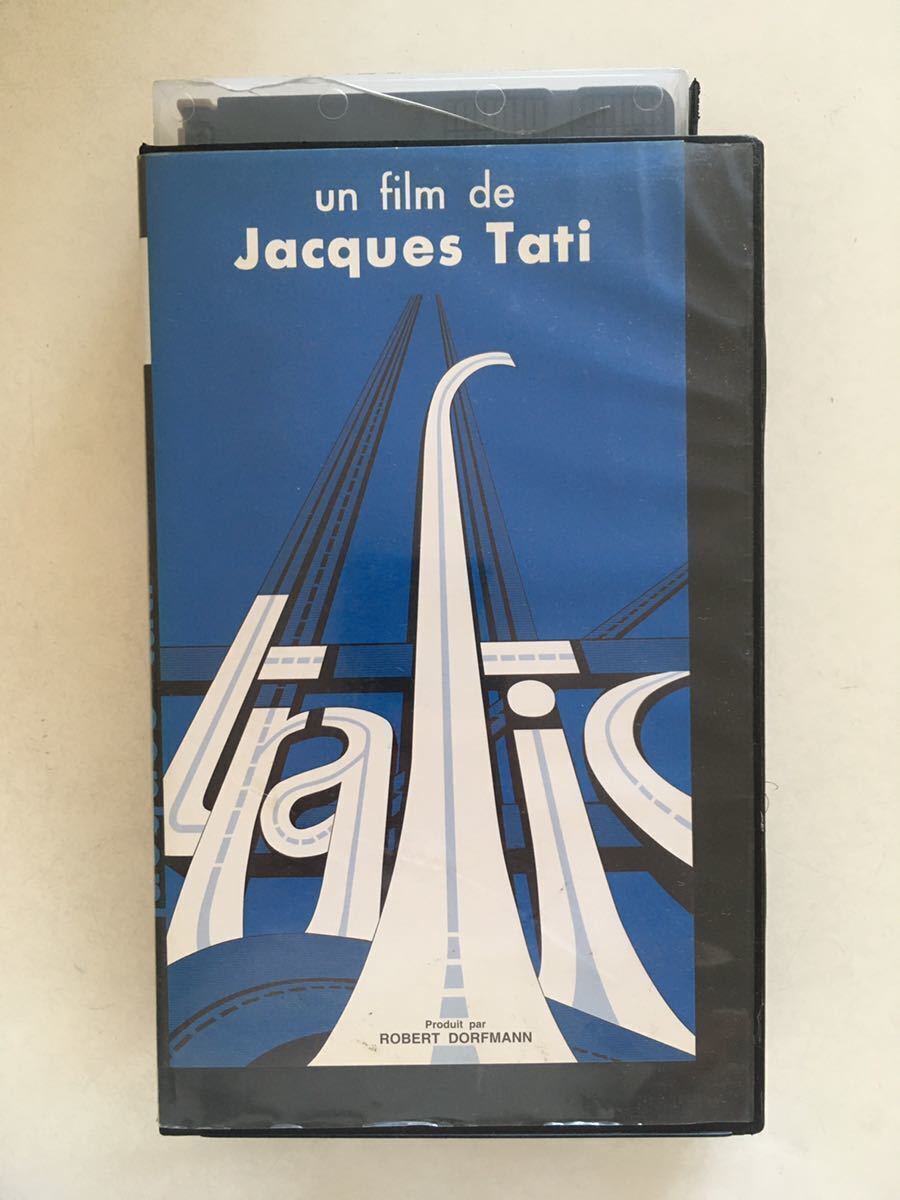 un film de
Jacques Tati
trafic
Produit par
ROBERT DORFMANN